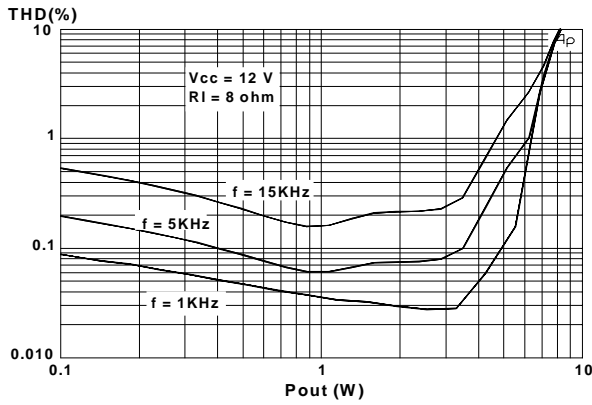 THD(%)
10
Vcc = 12 V
Rl = 8 ohm
1
f = 15KHz
f = 5KHz
0.1
f = 1KHz
0.010
0.1
1
10
Pout (W)